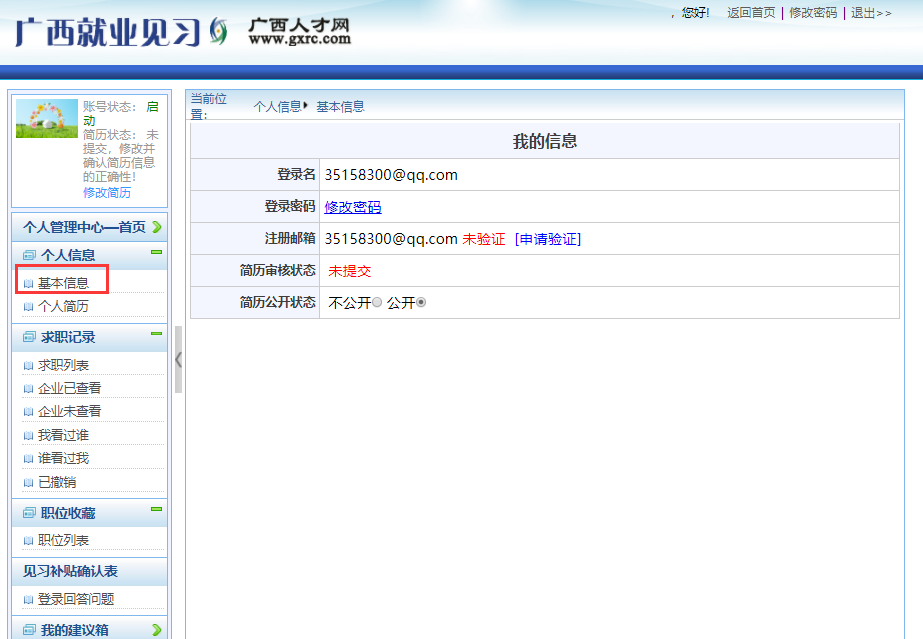 ，您好! 返回首页 | 修改密码 | 退出>>
广西就业见习 广西人才网
www.gxrc.com
账号状态： 启
动
简历状态： 未
提交，修改并
确认简历信息
的正确性！
修改简历
个人管理中心—首页
个人信息
基本信息
个人简历
求职记录
求职列表
企业已查看
企业未查看
我看过谁
谁看过我
已撤销
职位收藏
职位列表
见习补贴确认表
登录回答问题
我的建议箱
当前位
置：
个人信息 基本信息
我的信息
登录名 35158300@qq.com
登录密码 修改密码
注册邮箱 35158300@qq.com 未验证 [申请验证]
简历审核状态 未提交
简历公开状态 不公开 公开